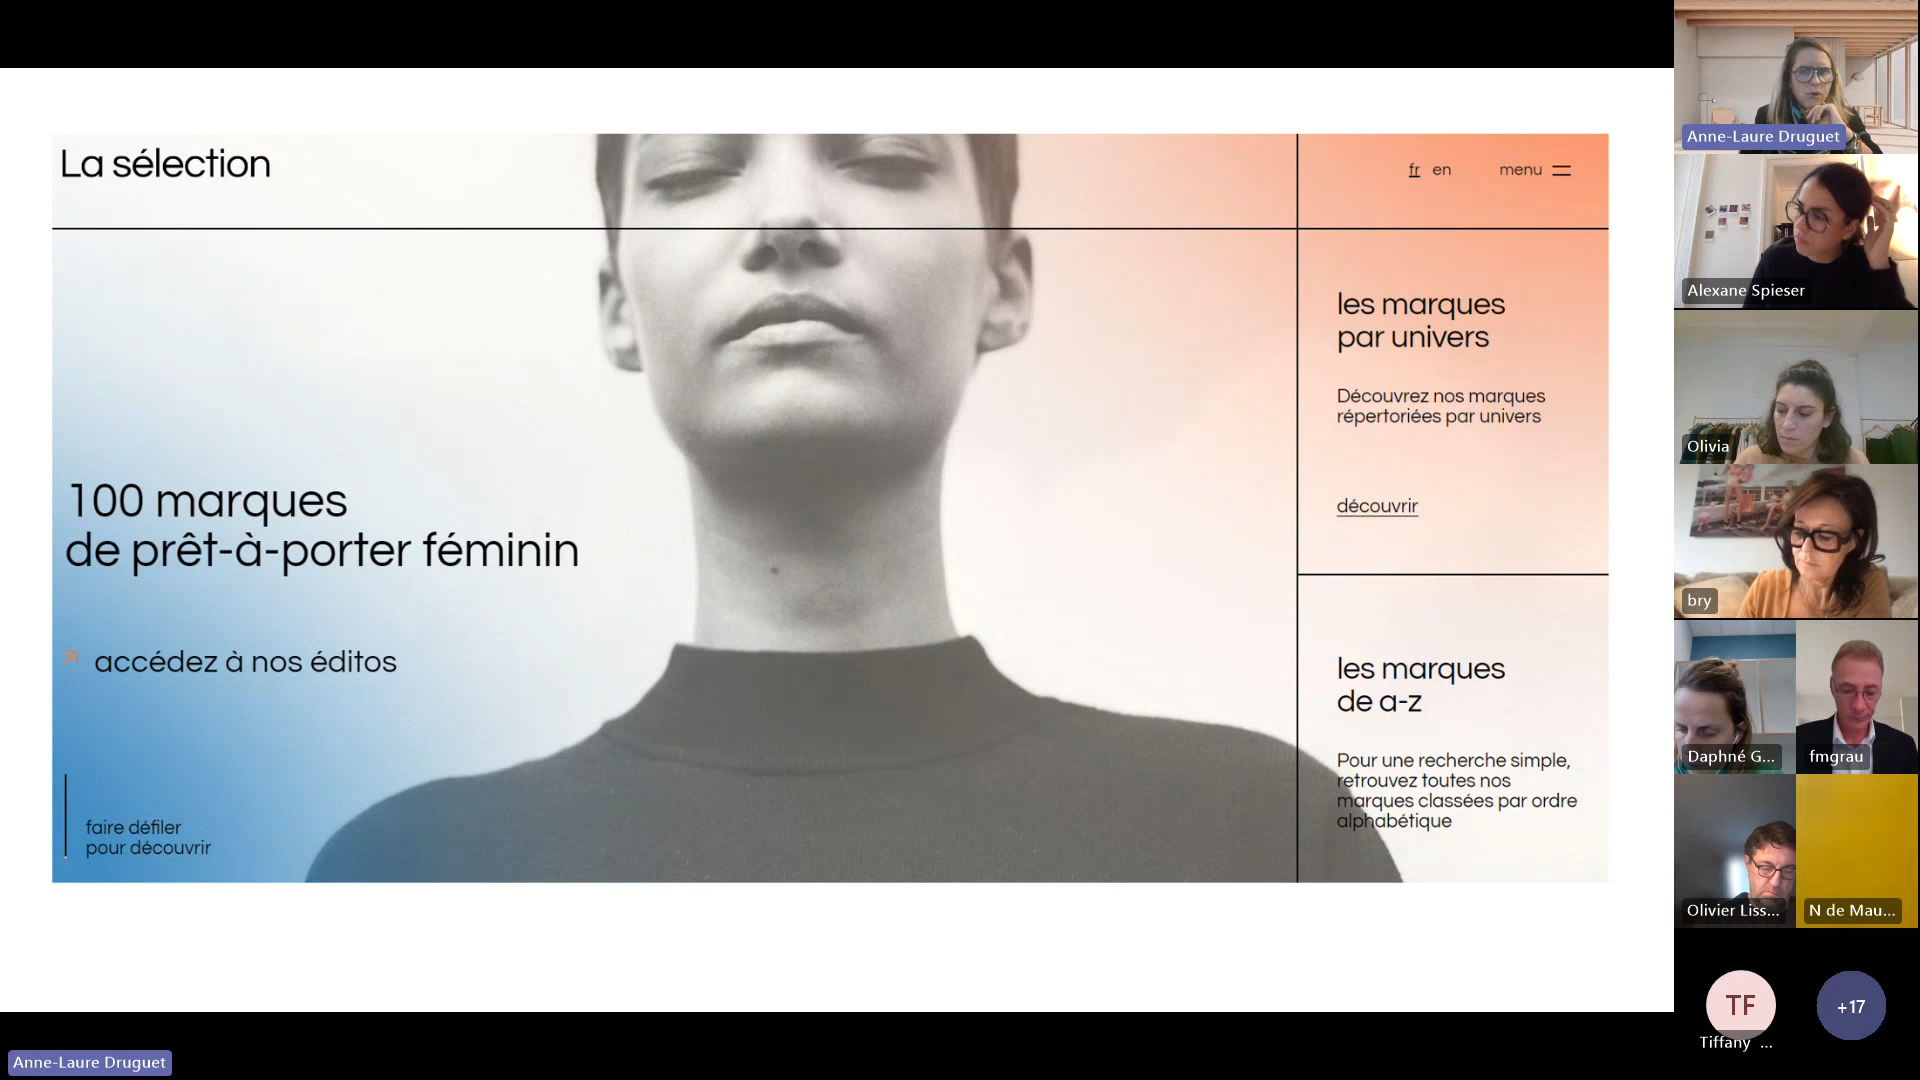 La sélection
fr en
menu
100 marques
de prêt-à-porter féminin
accédez à nos éditos
faire défiler
pour découvrir
les marques
par univers
Découvrez nos marques
répertoriées par univers
découvrir
les marques
de a-z
Pour une recherche simple,
retrouvez toutes nos
marques classées par ordre
alphabétique
Anne-Laure Druguet
Alexane Spieser
Olivia
bry
Daphné G...
fmgrau
Olivier Liss...
N de Mau...
TF
Tiffany ...
+17
Anne-Laure Druguet